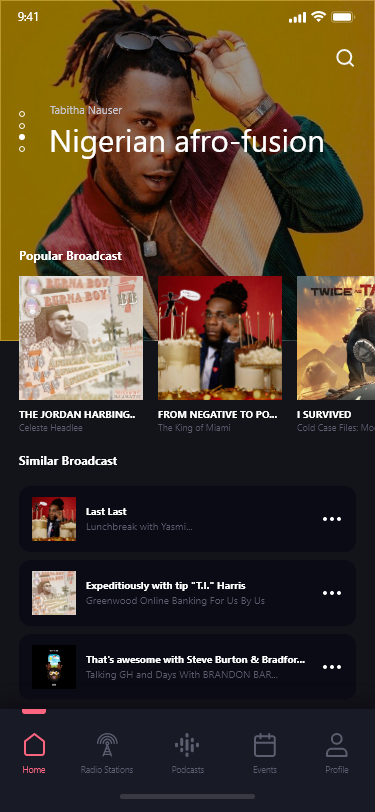 9:41
Tabitha Nauser
Nigerian afro-fusion
Popular Broadcast
BURNA BOY
BURNA BOY
TWICE AS TA
THE JORDAN HARBING..
FROM NEGATIVE TO PO...
I SURVIVED
Celeste Headlee
The King of Miami
Cold Case Files: Mo
Similar Broadcast
Last Last
Lunchbreak with Yasmi...
Expeditiously with tip "T.I." Harris
Greenwood Online Banking For Us By Us
That's awesome with Steve Burton & Bradfor...
Talking GH and Days With BRANDON BAR...
Home
Radio Stations
Podcasts
Events
Profile